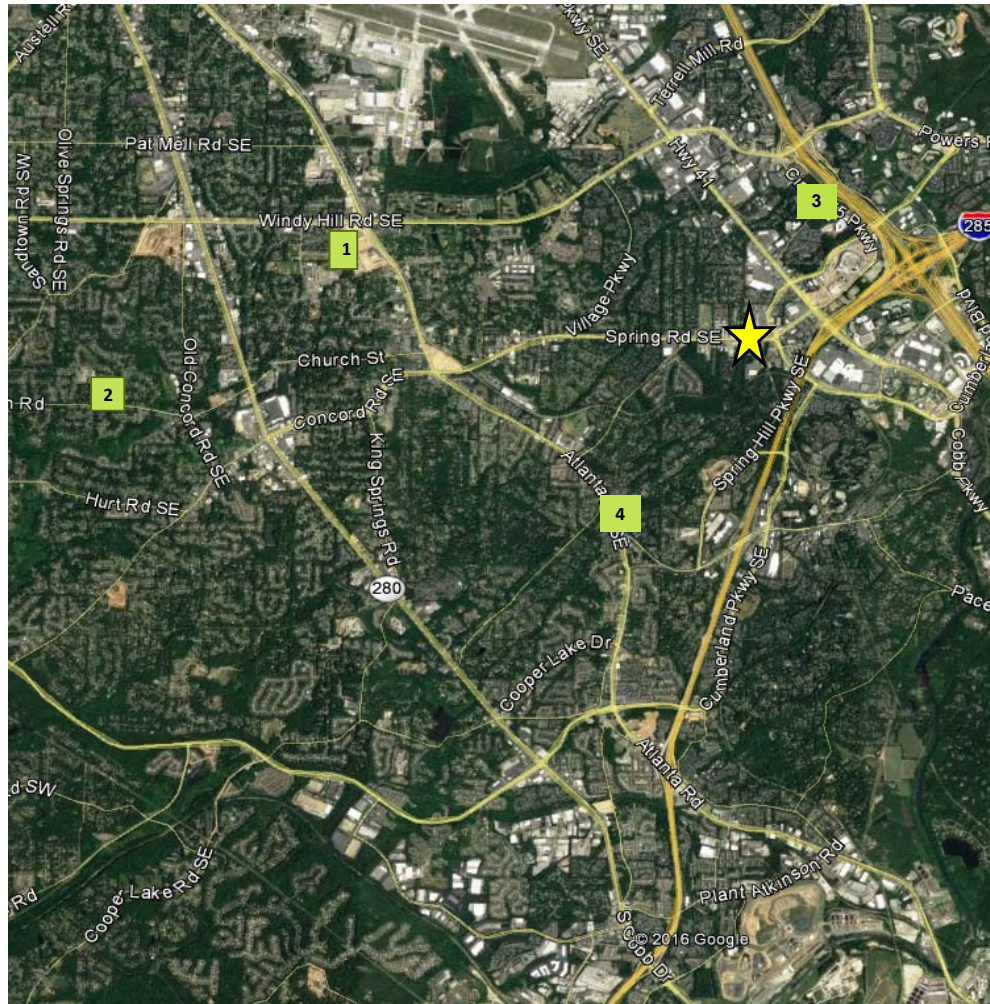 Austell R
Pkwy SE
Terrell Mill Rd
Pat Mell Rd SE
Olive Springs Rd SE
Sandtown Rd SW
Hwy 41
Powers F
3
Windy Hill Rd SE
1
285
Village Pkwy
Spring Rd SE
Church St
Concord Rd SE
Old Concord Rd SE
2
n Rd
King Springs Rd
Hurt Rd SE
Atlanta
SE
4
Spring Hill Pkwy SE
d Blvd
Cumberl
Cobb Pkwy
280
Cumberland Pkwy SE
Pace
Cooper Lake Dr
Atlanta Rd
d SW
Rd
Cooper Lake Rd SE
Plant Atkinson Rd
S Cobb Dr
© 2016 Google